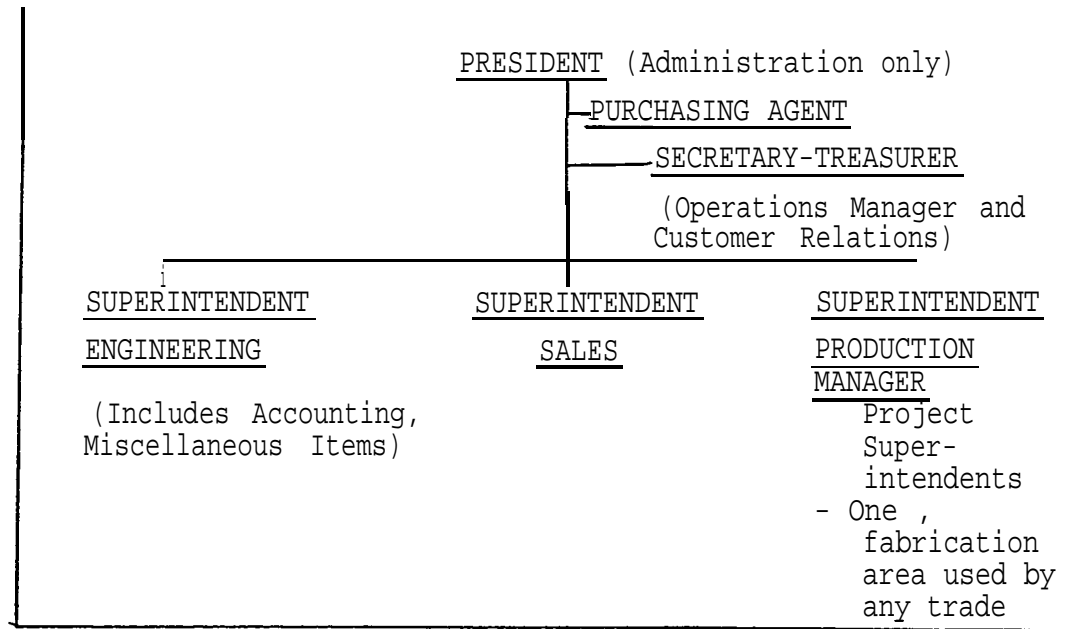 PRESIDENT (Administration only)
PURCHASING AGENT
SECRETARY-TREASURER
(Operations Manager and
Customer Relations)
SUPERINTENDENT
ENGINEERING
(Includes Accounting,
Miscellaneous Items)
SUPERINTENDENT
SALES
SUPERINTENDENT
PRODUCTION
MANAGER
Project
Super-
intendents
- One ,
fabrication
area used by
any trade